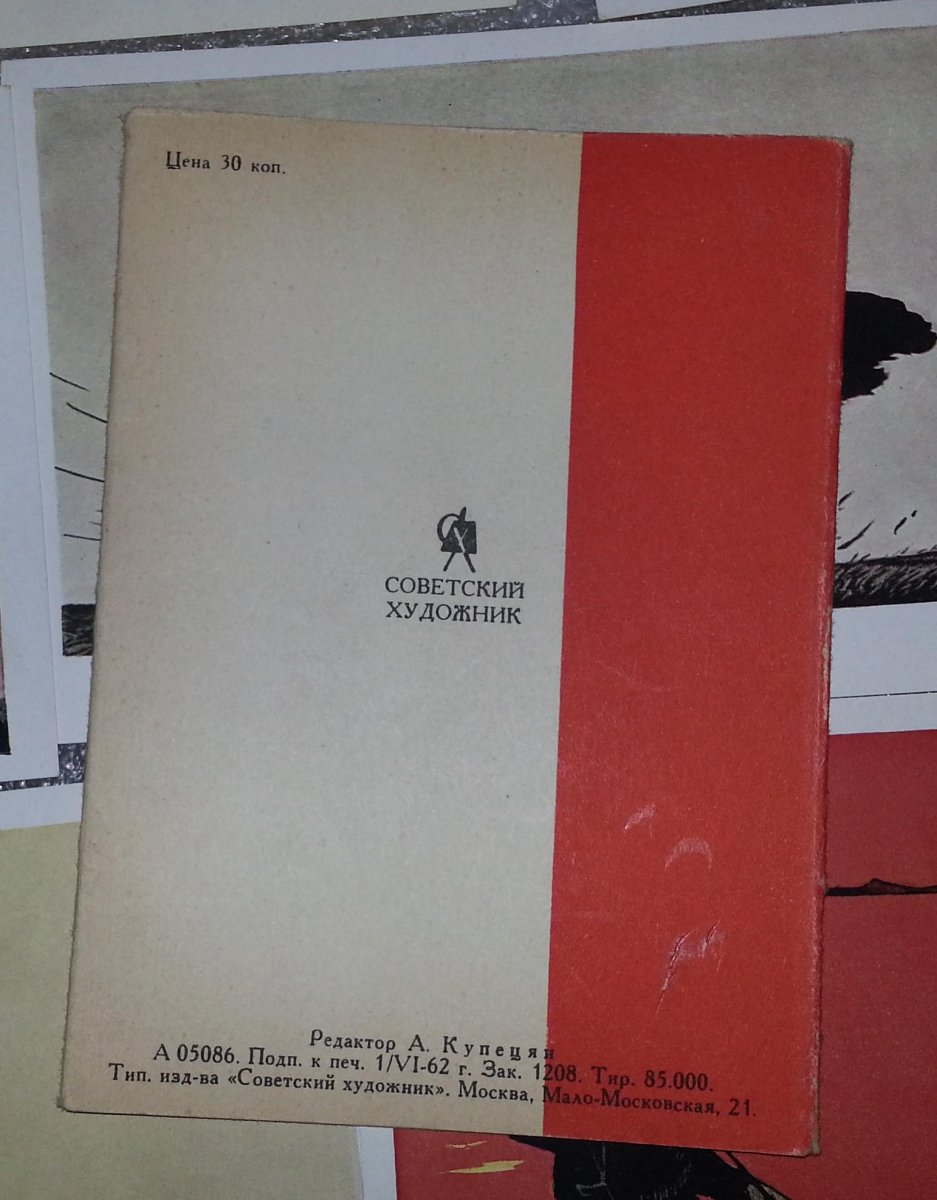 Цена 30 коп.
СОВЕТСКИЙ
ХУДОЖНИК
Редактор А. Купецян
А 05086. Подп. к печ. 1/VI-62 г. Зак. 1208. Тир. 85.000.
Тип. изд-ва «Советский художник». Москва, Мало-Московская, 21.